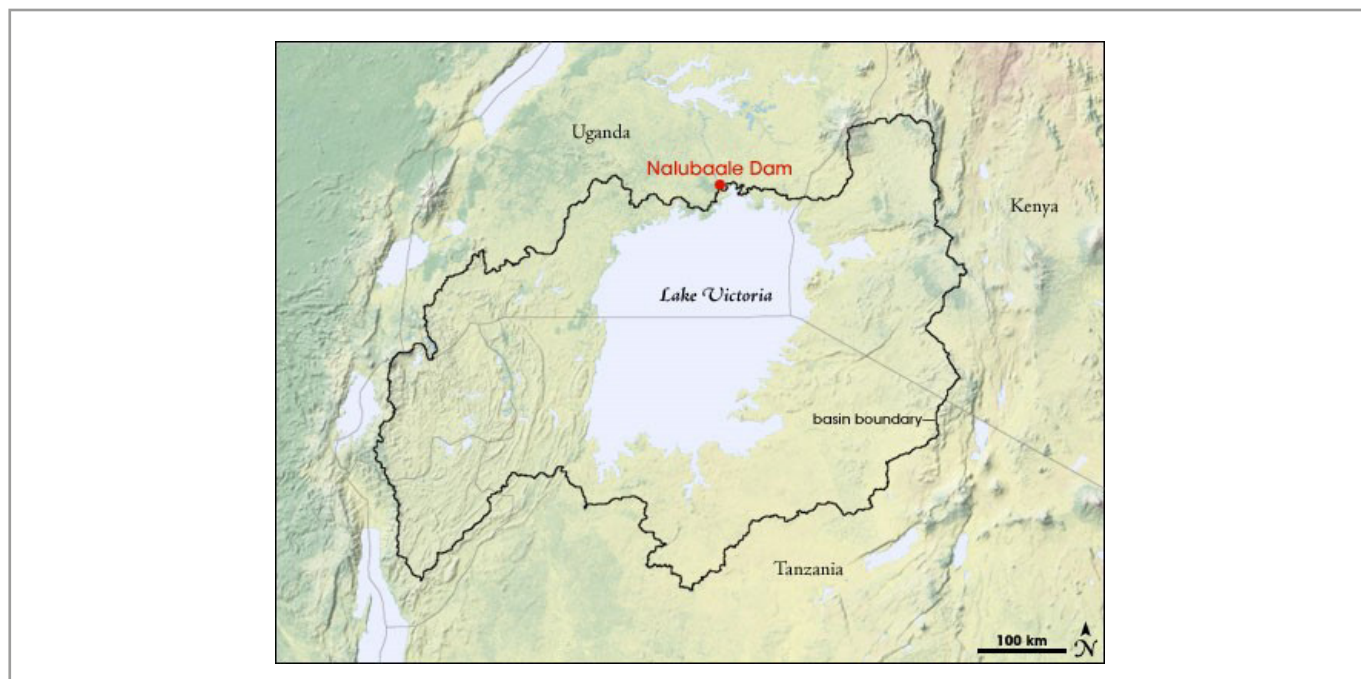 Uganda
Nalubaale Dam
Kenya
Lake Victoria
basin boundary
Tanzania
100 km
N